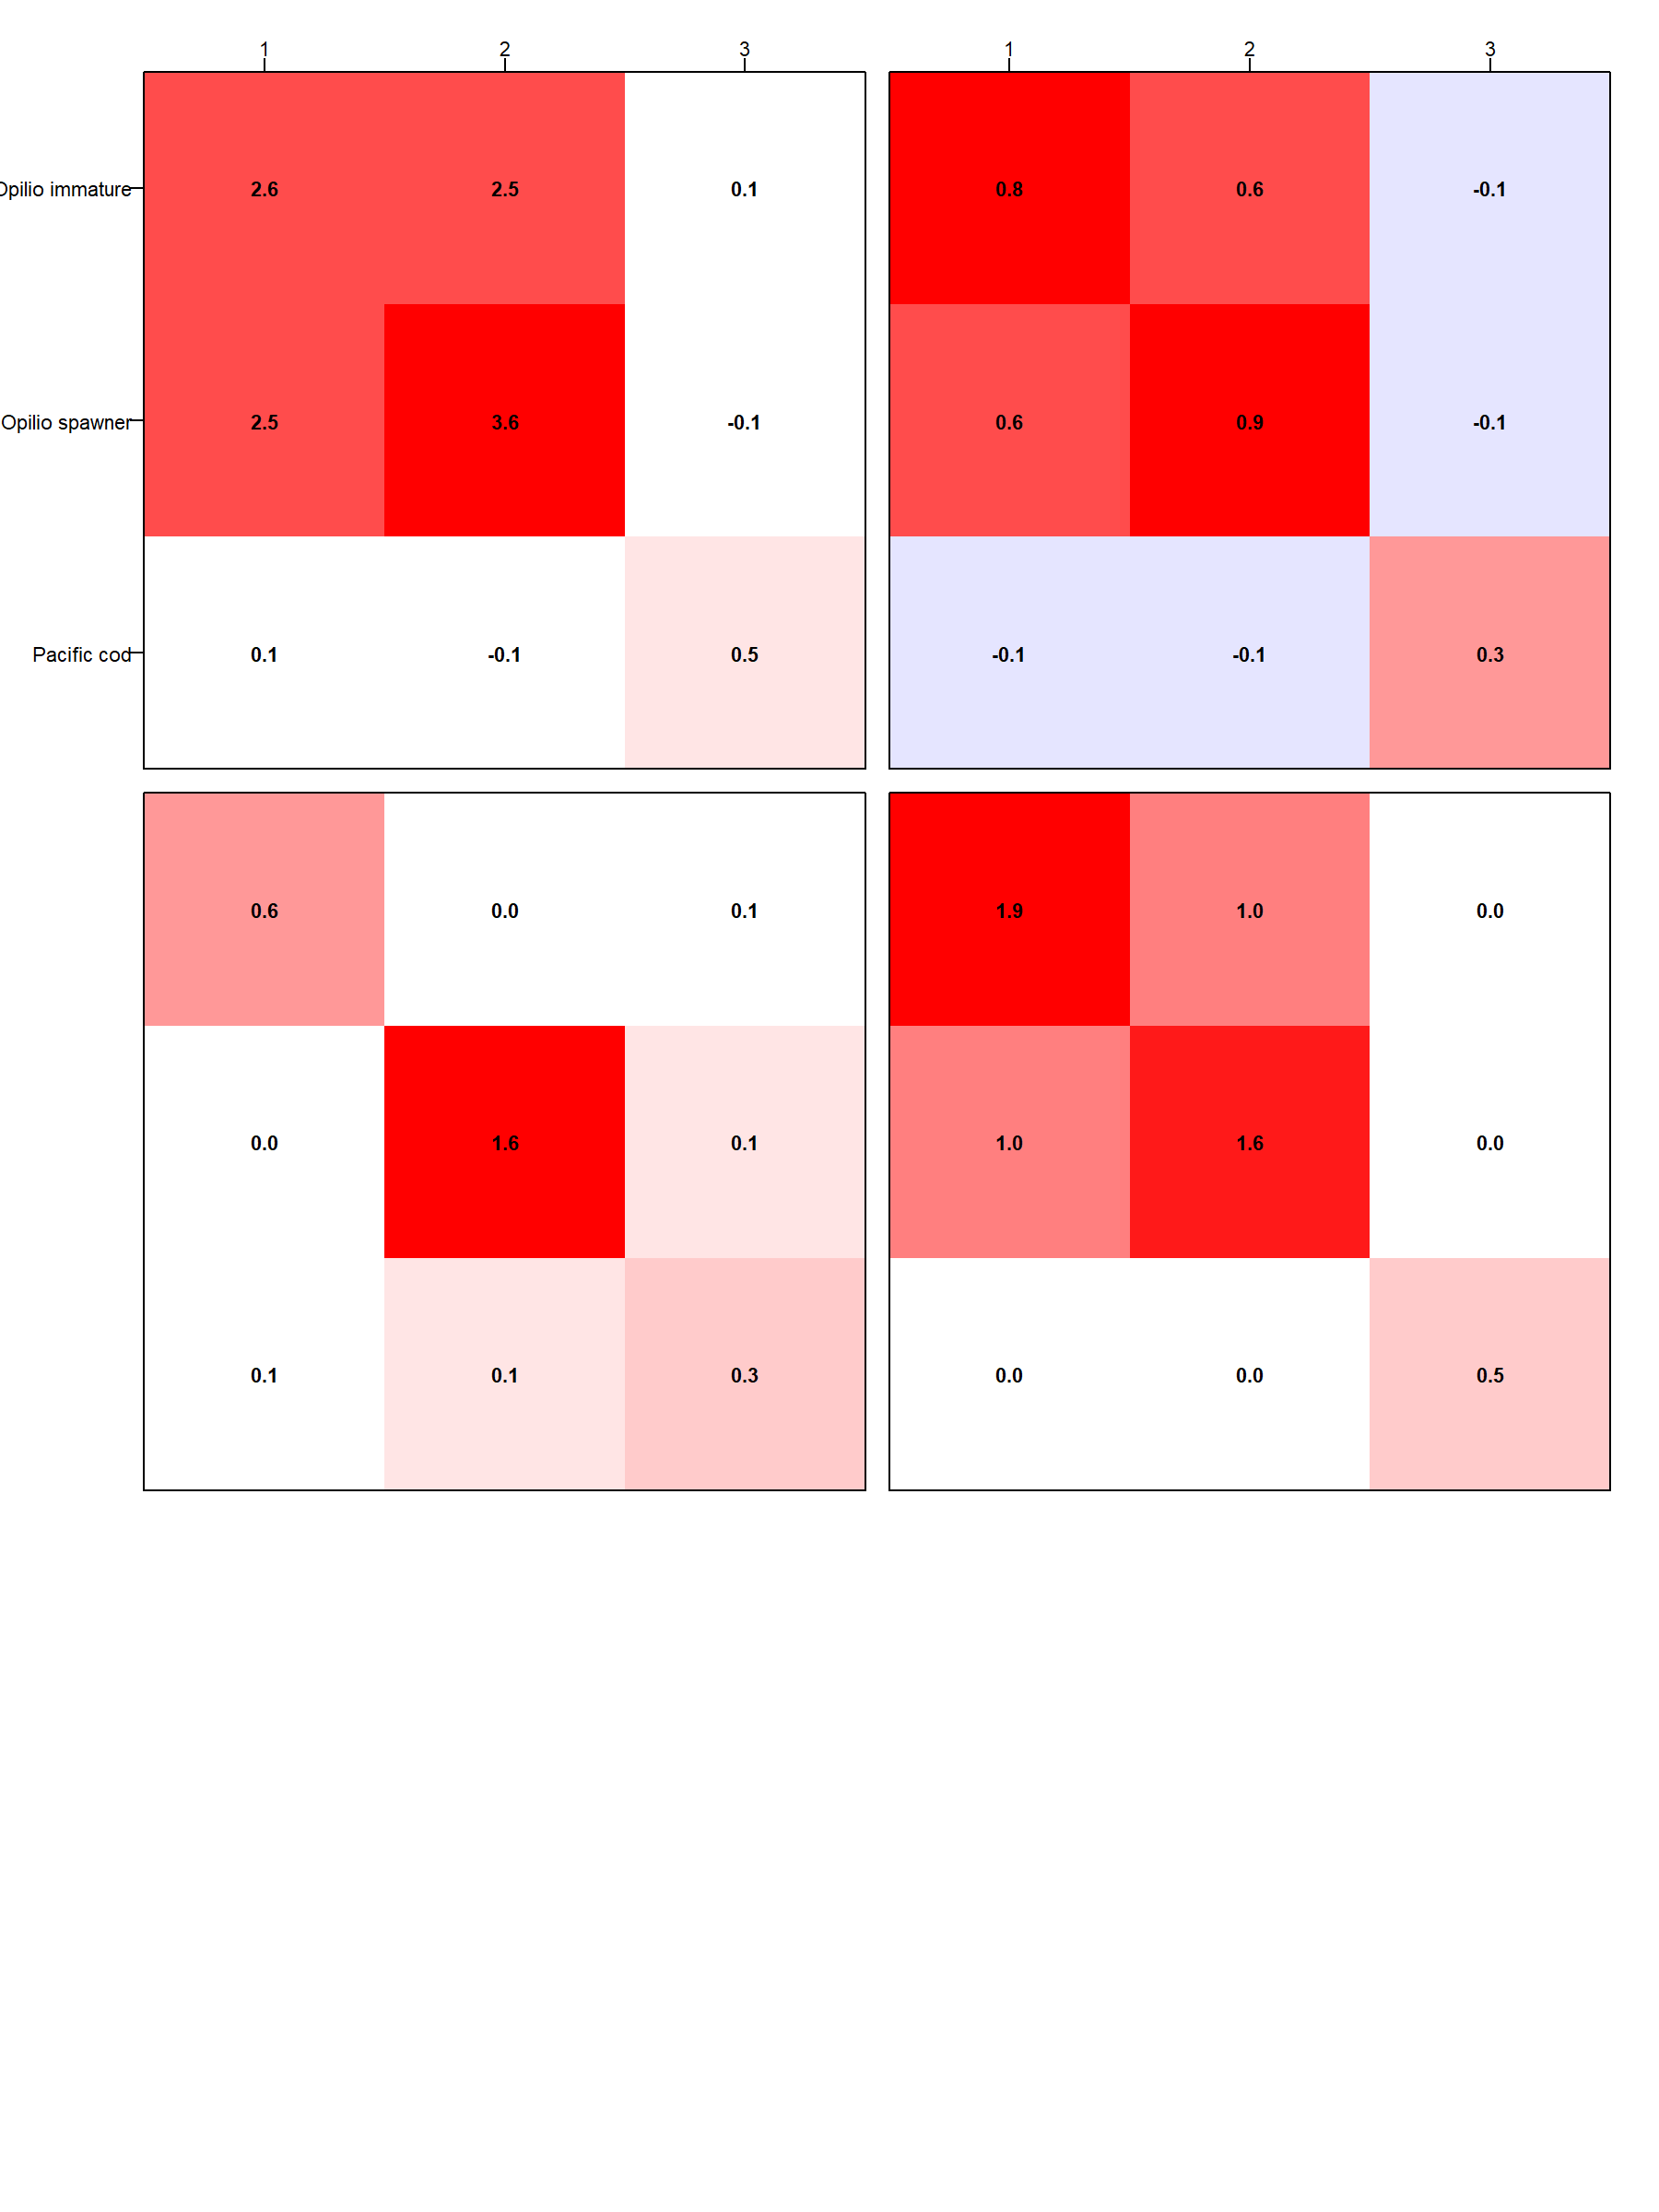 1 2 3 1 2 3
Opilio immature 2.6 2.5 0.1 0.8 0.6 -0.1
Opilio spawner 2.5 3.6 -0.1 0.6 0.9 -0.1
Pacific cod 0.1 -0.1 0.5 -0.1 -0.1 0.3
0.6 0.0 0.1 1.9 1.0 0.0
0.0 1.6 0.1 1.0 1.6 0.0
0.1 0.1 0.3 0.0 0.0 0.5